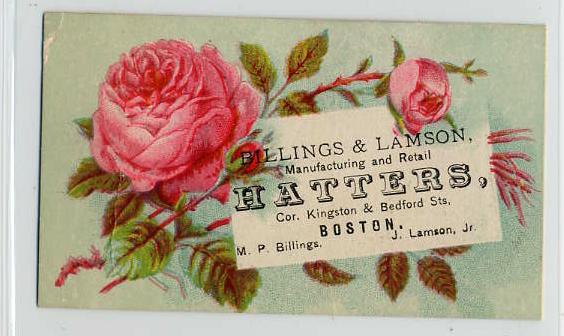 BILLINGS & LAMSON,
Manufacturing and Retail
HATTERS,
Cor. Kingston & Bedford Sts,
BOSTON.
M. P. Billings. J. Lamson, Jr.